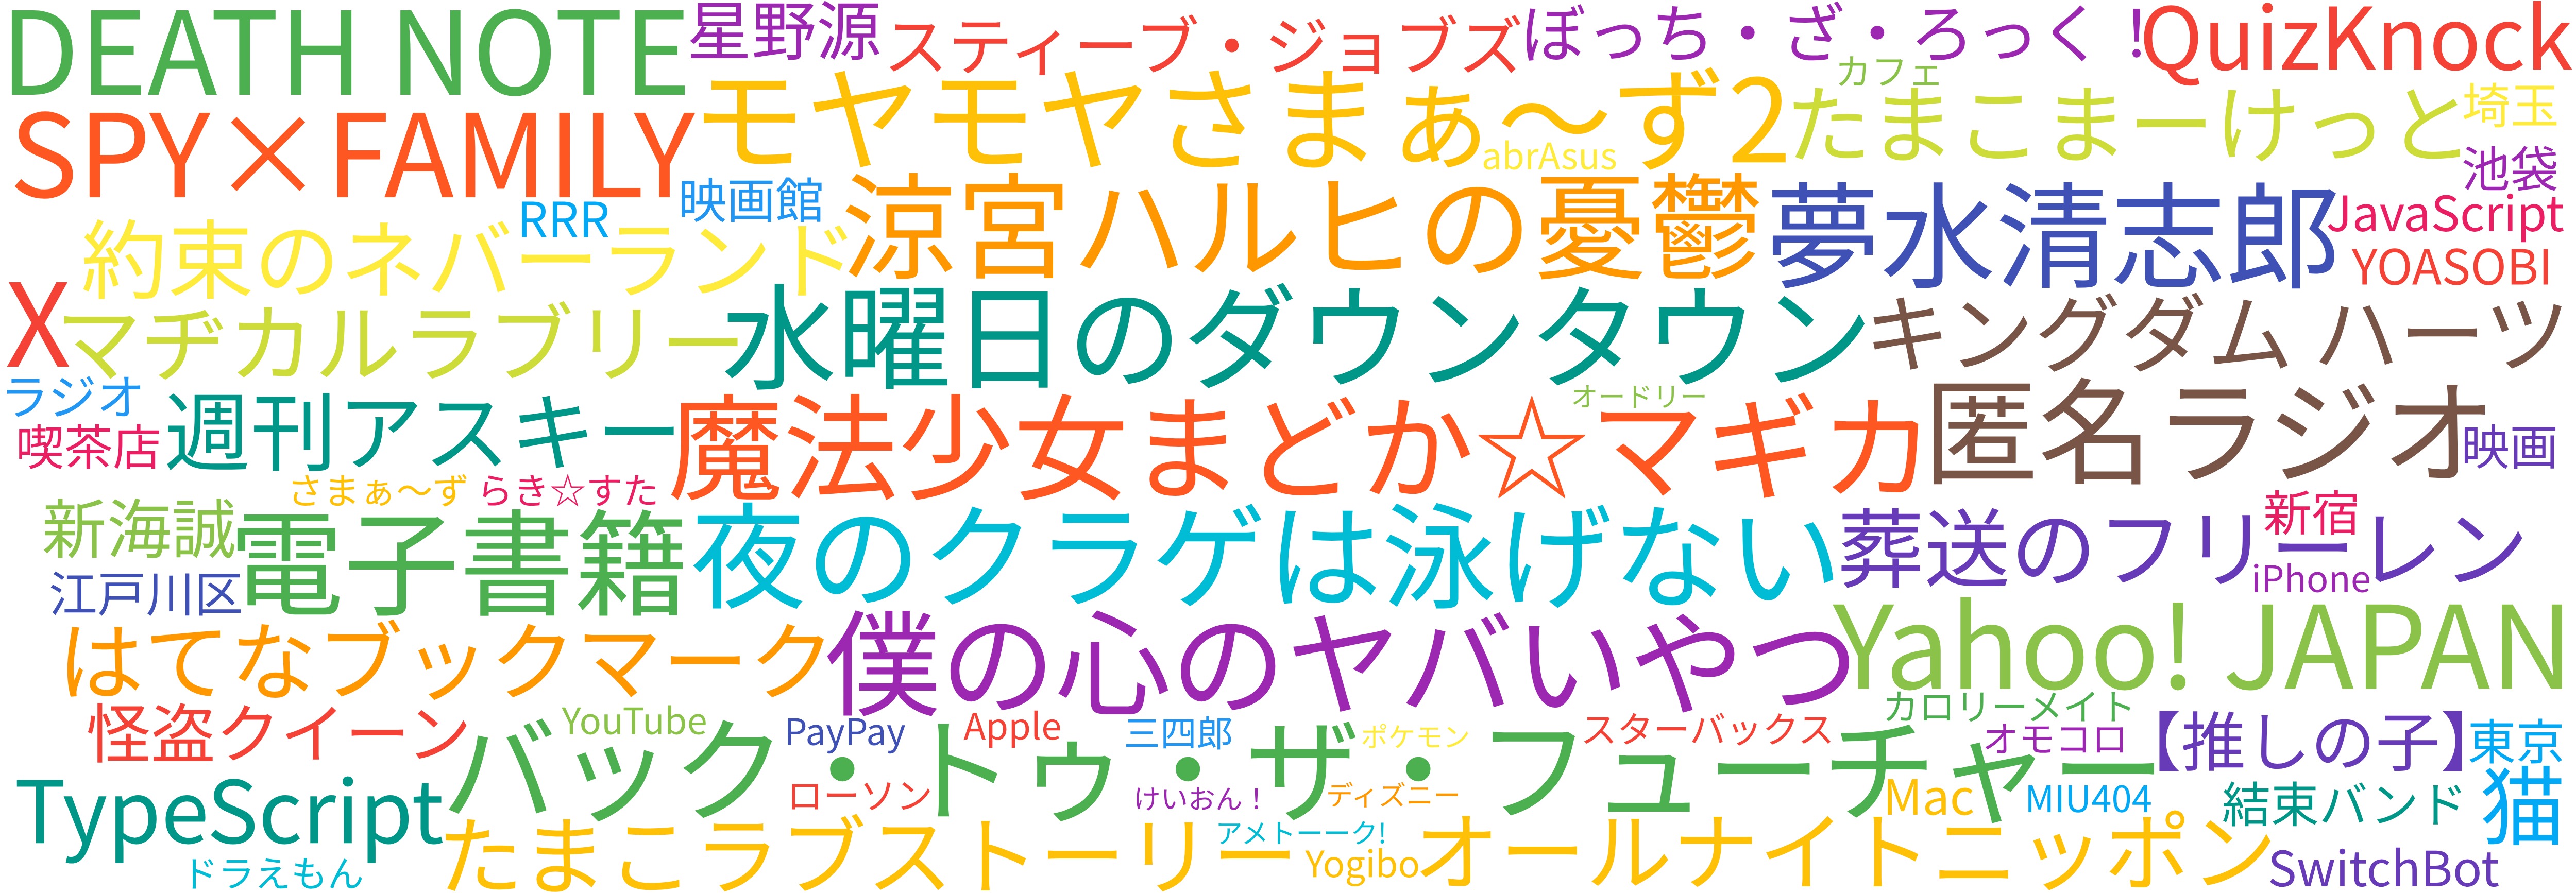 DEATH NOTE
星野源
スティーブ・ジョブズ
ぼっち・ざ・ろっく！
QuizKnock
SPY×FAMILY
モヤモヤさまぁ〜ず2
カフェ
たまこまーけっと
埼玉
abrAsus
池袋
映画館
RRR
約束のネバーランド
涼宮ハルヒの憂鬱
夢水清志郎
JavaScript
YOASOBI
X
マヂカルラブリー
水曜日のダウンタウン
キングダム ハーツ
ラジオ
喫茶店
週刊アスキー
オードリー
魔法少女まどか☆マギカ
匿名ラジオ
映画
さまぁ〜ず
らき☆すた
新海誠
電子書籍
夜のクラゲは泳げない
葬送のフリーレン
新宿
iPhone
江戸川区
はてなブックマーク
僕の心のヤバいやつ
Yahoo! JAPAN
怪盗クイーン
YouTube
バック・トゥ・ザ・フューチャー
PayPay
Apple
三四郎
ポケモン
スターバックス
カロリーメイト
オモコロ
【推しの子】
東京
TypeScript
ローソン
けいおん！
ディズニー
Mac
MIU404
結束バンド
猫
ドラえもん
たまこラブストーリー
アメトーーク!
Yogibo
オールナイトニッポン
SwitchBot